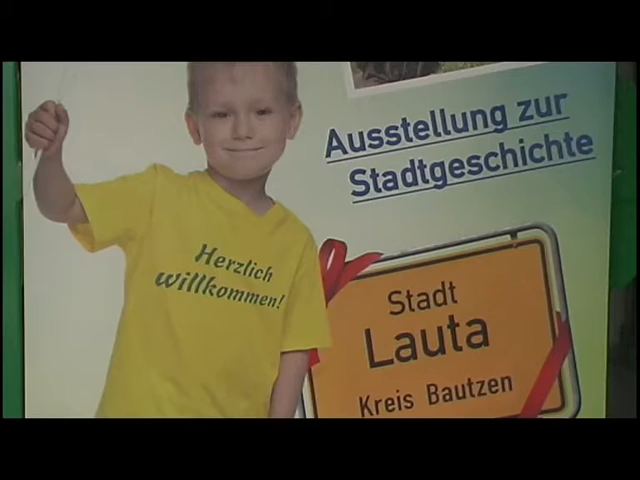 Ausstellung zur
Stadtgeschichte
Herzlich
willkommen!
Stadt
Lauta
Kreis Bautzen